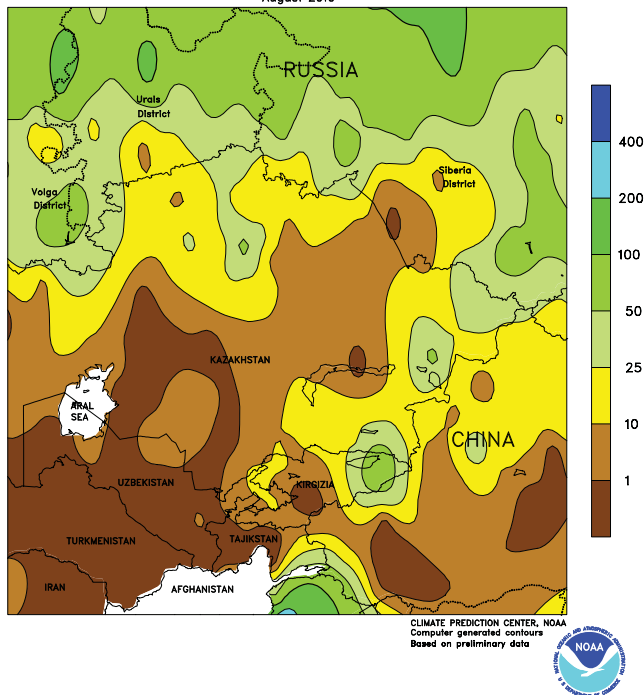 August
RUSSIA
Urals
District
Volga
District
Siberia
District
400
200
100
50
25
10
1
KAZAKHSTAN
ARAL
SEA
CHINA
UZBEKISTAN
KIRGIZIA
TURKMENISTAN
TAJIKSTAN
IRAN
AFGHANISTAN
CLIMATE PREDICTION CENTER, NOAA
Computer generated contours
Based on preliminary data
NOAA